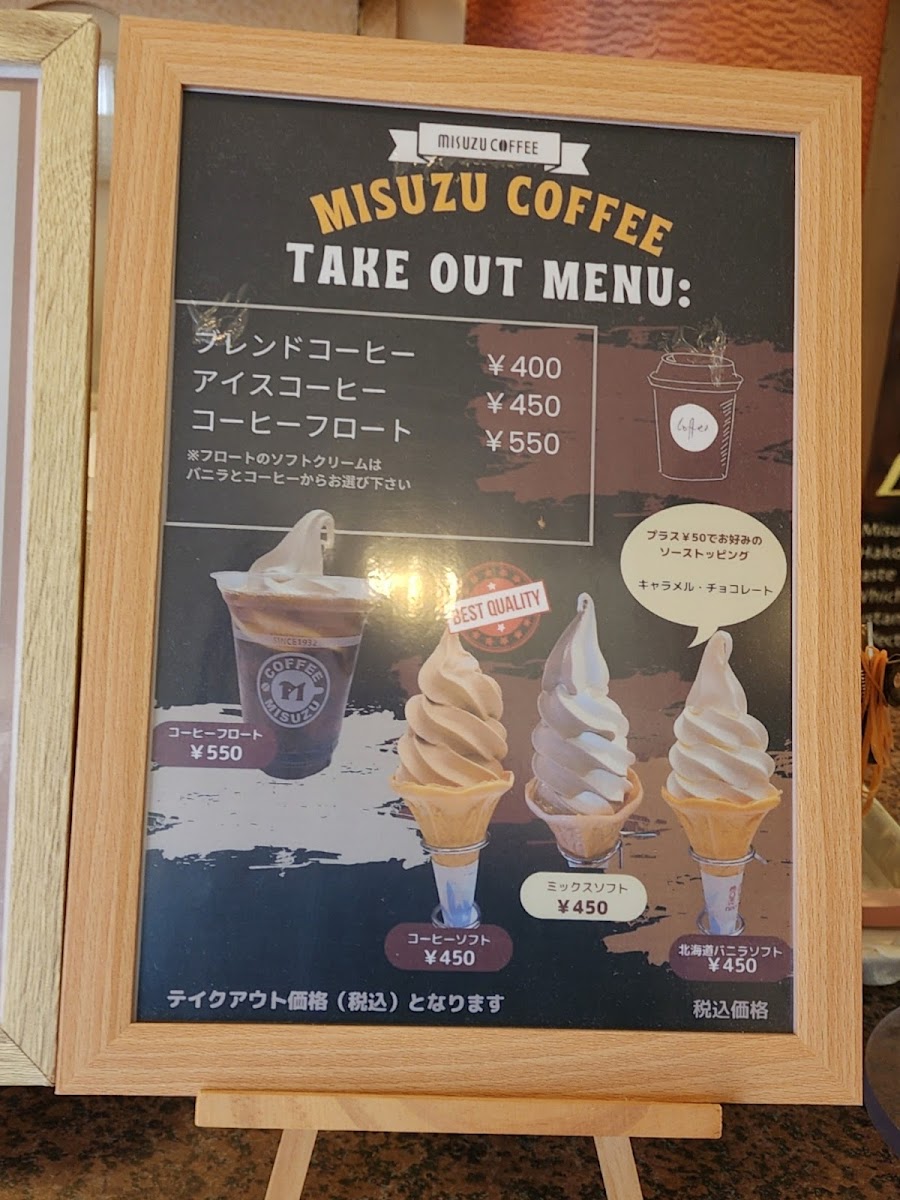 MISUZU COFFEE
MISUZU COFFEE
TAKE OUT MENU:
ブレンドコーヒー ¥400
アイスコーヒー ¥450
コーヒーフロート ¥550
※フロートのソフトクリームは
バニラとコーヒーからお選び下さい
Coffee
プラス¥50でお好みの
ソーストッピング
キャラメル・チョコレート
BEST QUALITY
SINCE1932
COFFEE
M
MISUZU
コーヒーフロート
¥550
ミックスソフト
¥450
コーヒーソフト
¥450
北海道バニラソフト
¥450
テイクアウト価格（税込）となります
税込価格